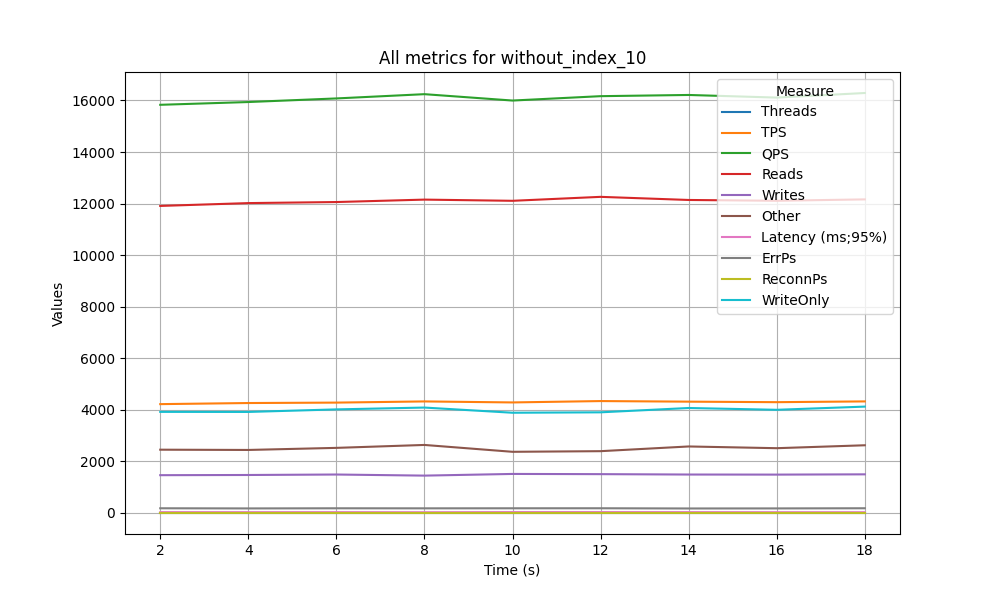 All metrics for without_index_10
16000
14000
12000
10000
8000
6000
4000
2000
0
Values
Measure
Threads
TPS
QPS
Reads
Writes
Other
Latency (ms;95%)
ErrPs
ReconnPs
WriteOnly
2 4 6 8 10 12 14 16 18
Time (s)